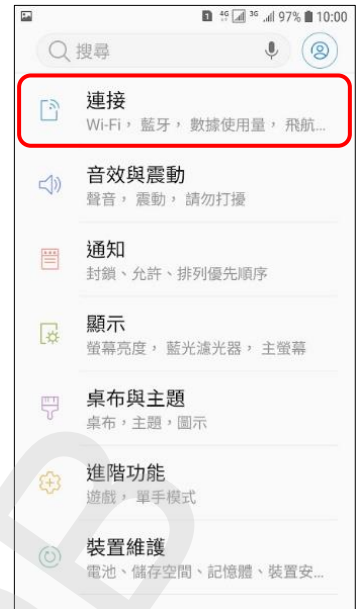 1 4G 3G 97% 10:00
搜尋
連接
Wi-Fi， 藍牙， 數據使用量， 飛航...
音效與震動
聲音， 震動， 請勿打擾
通知
封鎖、允許、排列優先順序
顯示
螢幕亮度， 藍光濾光器， 主螢幕
桌布與主題
桌布，主題，圖示
進階功能
遊戲， 單手模式
裝置維護
電池、儲存空間、記憶體、裝置安...